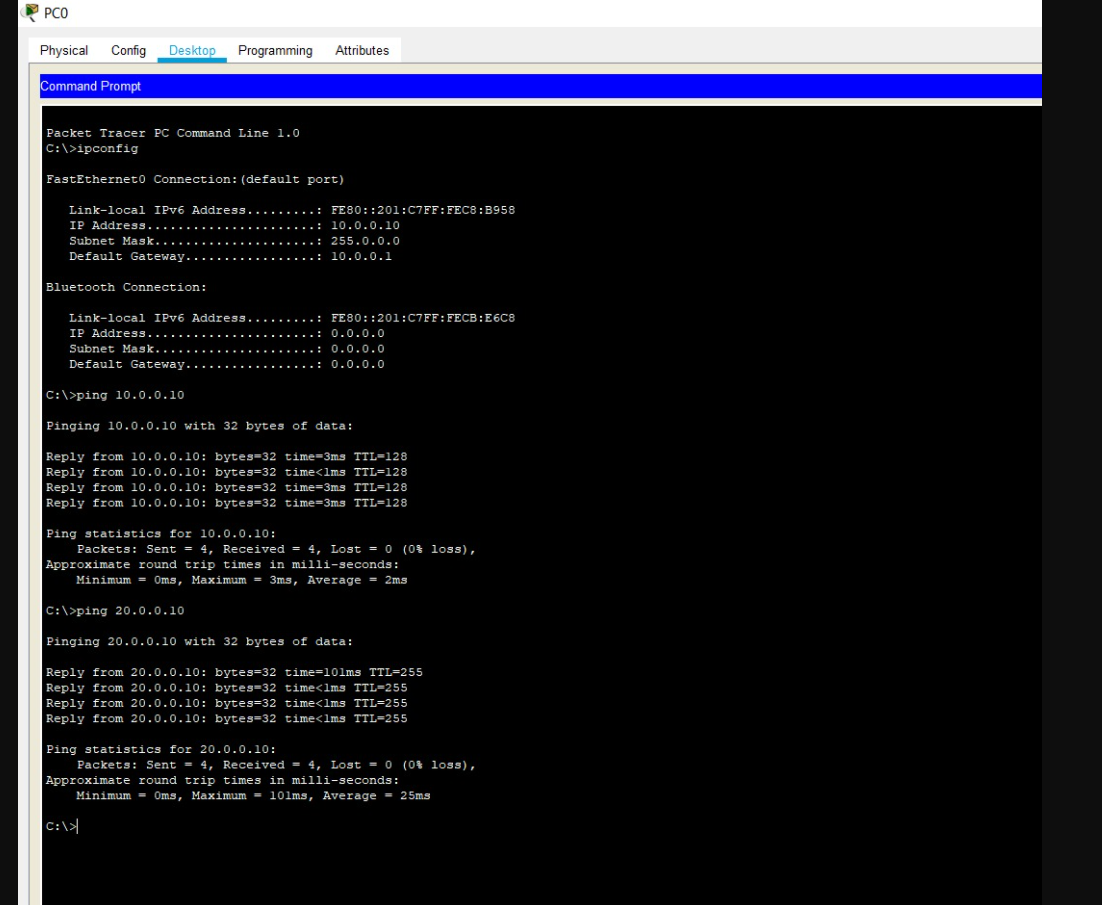 PC0
Physical Config Desktop Programming Attributes
Command Prompt
Packet Tracer PC Command Line 1.0
C:\>ipconfig
FastEthernet0 Connection:(default port)
Link-local IPv6 Address.........: FE80::201:C7FF:FEC8:B958
IP Address......................: 10.0.0.10
Subnet Mask.....................: 255.0.0.0
Default Gateway.................: 10.0.0.1
Bluetooth Connection:
Link-local IPv6 Address.........: FE80::201:C7FF:FECB:E6C8
IP Address......................: 0.0.0.0
Subnet Mask.....................: 0.0.0.0
Default Gateway.................: 0.0.0.0
C:\>ping 10.0.0.10
Pinging 10.0.0.10 with 32 bytes of data:
Reply from 10.0.0.10: bytes=32 time=3ms TTL=128
Reply from 10.0.0.10: bytes=32 time<1ms TTL=128
Reply from 10.0.0.10: bytes=32 time=3ms TTL=128
Reply from 10.0.0.10: bytes=32 time=3ms TTL=128
Ping statistics for 10.0.0.10:
Packets: Sent = 4, Received = 4, Lost = 0 (0% loss),
Approximate round trip times in milli-seconds:
Minimum = 0ms, Maximum = 3ms, Average = 2ms
C:\>ping 20.0.0.10
Pinging 20.0.0.10 with 32 bytes of data:
Reply from 20.0.0.10: bytes=32 time=101ms TTL=255
Reply from 20.0.0.10: bytes=32 time<1ms TTL=255
Reply from 20.0.0.10: bytes=32 time<1ms TTL=255
Reply from 20.0.0.10: bytes=32 time<1ms TTL=255
Ping statistics for 20.0.0.10:
Packets: Sent = 4, Received = 4, Lost = 0 (0% loss),
Approximate round trip times in milli-seconds:
Minimum = 0ms, Maximum = 101ms, Average = 25ms
C:\>